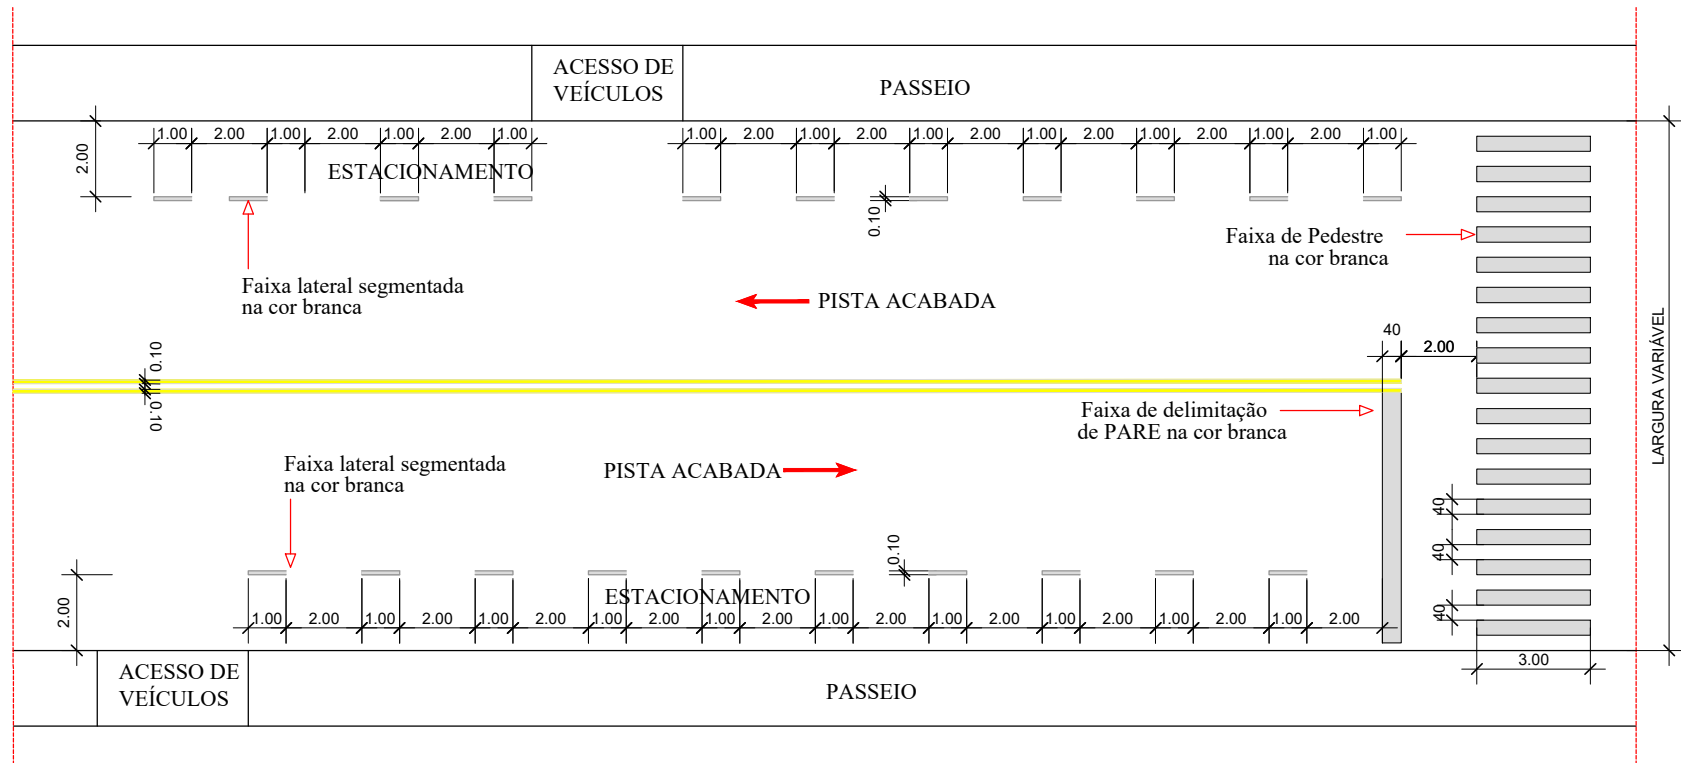 ACESSO DE
VEÍCULOS
PASSEIO
1.00 2.00 1.00 2.00 1.00 2.00 1.00
1.00 2.00 1.00 2.00 1.00 2.00 1.00 2.00 1.00 2.00 1.00 2.00 1.00
2.00
ESTACIONAMENTO
0.10
Faixa de Pedestre
na cor branca
Faixa lateral segmentada
na cor branca
PISTA ACABADA
LARGURA VARIÁVEL
40
2.00
0.10
0.10
Faixa de delimitação
de PARE na cor branca
Faixa lateral segmentada
na cor branca
PISTA ACABADA
40
40
40
0.10
2.00
ESTACIONAMENTO
1.00 2.00 1.00 2.00 1.00 2.00 1.00 2.00 1.00 2.00 1.00 2.00 1.00 2.00 1.00 2.00 1.00 2.00 1.00 2.00
3.00
ACESSO DE
VEÍCULOS
PASSEIO